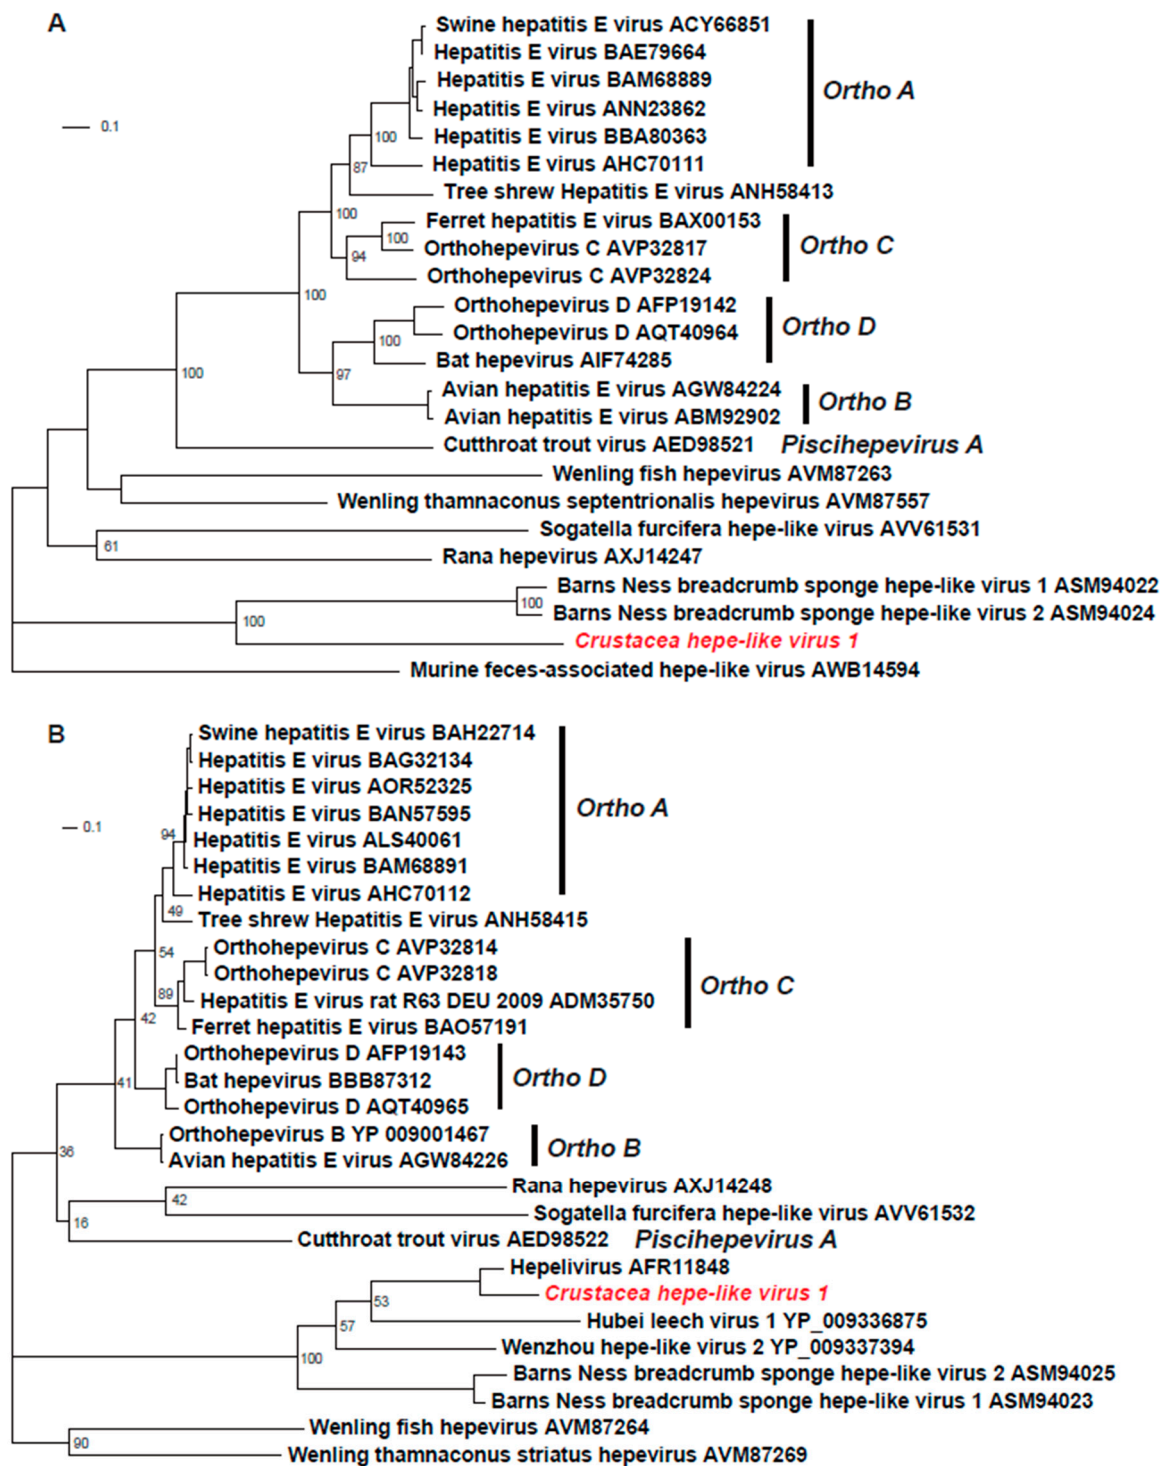 A
Swine hepatitis E virus ACY66851
Hepatitis E virus BAE79664
Hepatitis E virus BAM68889
Ortho A
Hepatitis E virus ANN23862
0.1
Hepatitis E virus BBA80363
100
Hepatitis E virus AHC70111
87
Tree shrew Hepatitis E virus ANH58413
100
Ferret hepatitis E virus BAX00153
100
Orthohepevirus C AVP32817
Ortho C
94
Orthohepevirus C AVP32824
100
Orthohepevirus D AFP19142
Orthohepevirus D AQT40964
Ortho D
100
Bat hepevirus AIF74285
97
100
Avian hepatitis E virus AGW84224
Ortho B
Avian hepatitis E virus ABM92902
Cutthroat trout virus AED98521 Piscihepevirus A
Wenling fish hepevirus AVM87263
Wenling thamnaconus septentrionalis hepevirus AVM87557
Sogatella furcifera hepe-like virus AVV61531
61
Rana hepevirus AXJ14247
Barns Ness breadcrumb sponge hepe-like virus 1 ASM94022
100
Barns Ness breadcrumb sponge hepe-like virus 2 ASM94024
100
Crustacea hepe-like virus 1
Murine feces-associated hepe-like virus AWB14594
B
Swine hepatitis E virus BAH22714
Hepatitis E virus BAG32134
Hepatitis E virus AOR52325
Ortho A
Hepatitis E virus BAN57595
0.1
94
Hepatitis E virus ALS40061
Hepatitis E virus BAM68891
Hepatitis E virus AHC70112
49
Tree shrew Hepatitis E virus ANH58415
54
Orthohepevirus C AVP32814
Orthohepevirus C AVP32818
Ortho C
89
Hepatitis E virus rat R63 DEU 2009 ADM35750
42
Ferret hepatitis E virus BAO57191
Orthohepevirus D AFP19143
41
Bat hepevirus BBB87312
Ortho D
Orthohepevirus D AQT40965
Orthohepevirus B YP 009001467
36
Ortho B
Avian hepatitis E virus AGW84226
Rana hepevirus AXJ14248
42
Sogatella furcifera hepe-like virus AVV61532
16
Cutthroat trout virus AED98522 Piscihepevirus A
Hepelivirus AFR11848
Crustacea hepe-like virus 1
53
Hubei leech virus 1 YP_009336875
57
Wenzhou hepe-like virus 2 YP_009337394
100
Barns Ness breadcrumb sponge hepe-like virus 2 ASM94025
Barns Ness breadcrumb sponge hepe-like virus 1 ASM94023
Wenling fish hepevirus AVM87264
90
Wenling thamnaconus striatus hepevirus AVM87269